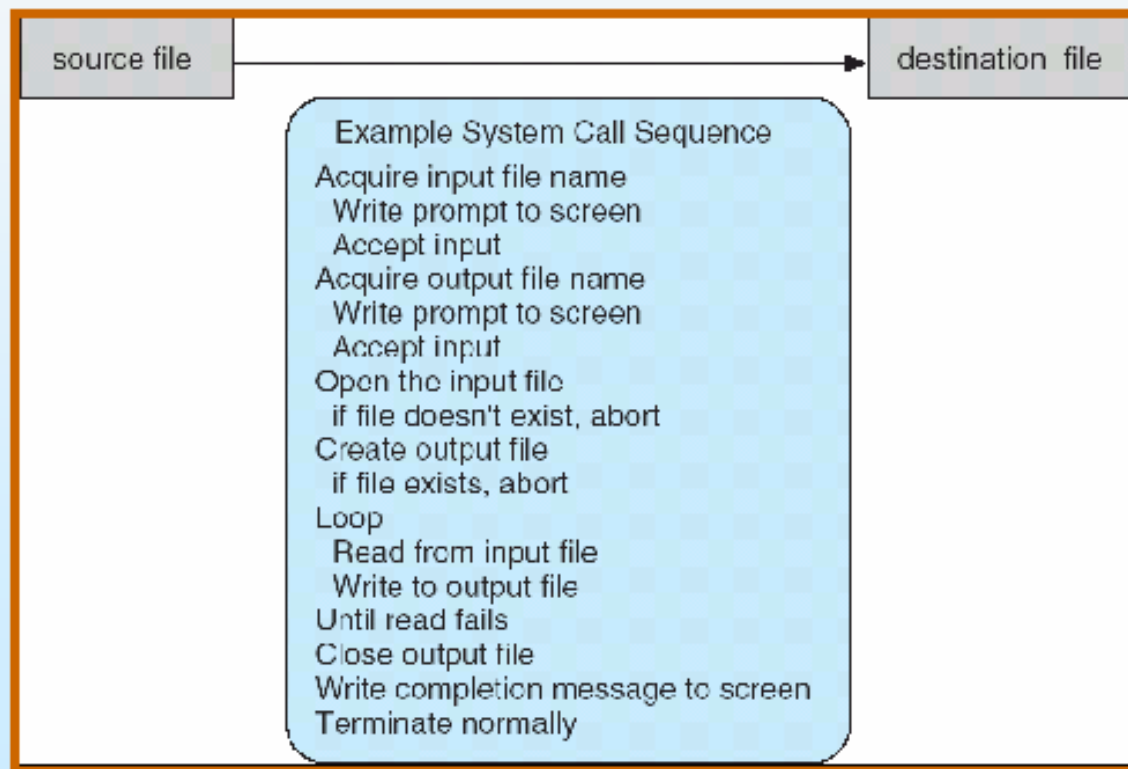 source file
destination file
Example System Call Sequence
Acquire input file name
Write prompt to screen
Accept input
Acquire output file name
Write prompt to screen
Accept input
Open the input file
if file doesn't exist, abort
Create output file
if file exists, abort
Loop
Read from input file
Write to output file
Until read fails
Close output file
Write completion message to screen
Terminate normally